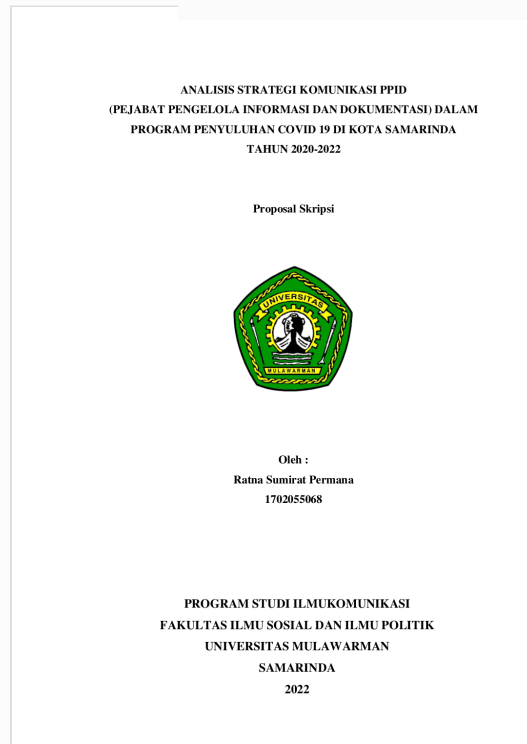 ANALISIS STRATEGI KOMUNIKASI PPID
(PEJABAT PENGELOLA INFORMASI DAN DOKUMENTASI) DALAM
PROGRAM PENYULUHAN COVID 19 DI KOTA SAMARINDA
TAHUN 2020-2022
Proposal Skripsi
UNIVERSITAS
MULAWARMAN
Oleh :
Ratna Sumirat Permana
1702055068
PROGRAM STUDI ILMUKOMUNIKASI
FAKULTAS ILMU SOSIAL DAN ILMU POLITIK
UNIVERSITAS MULAWARMAN
SAMARINDA
2022